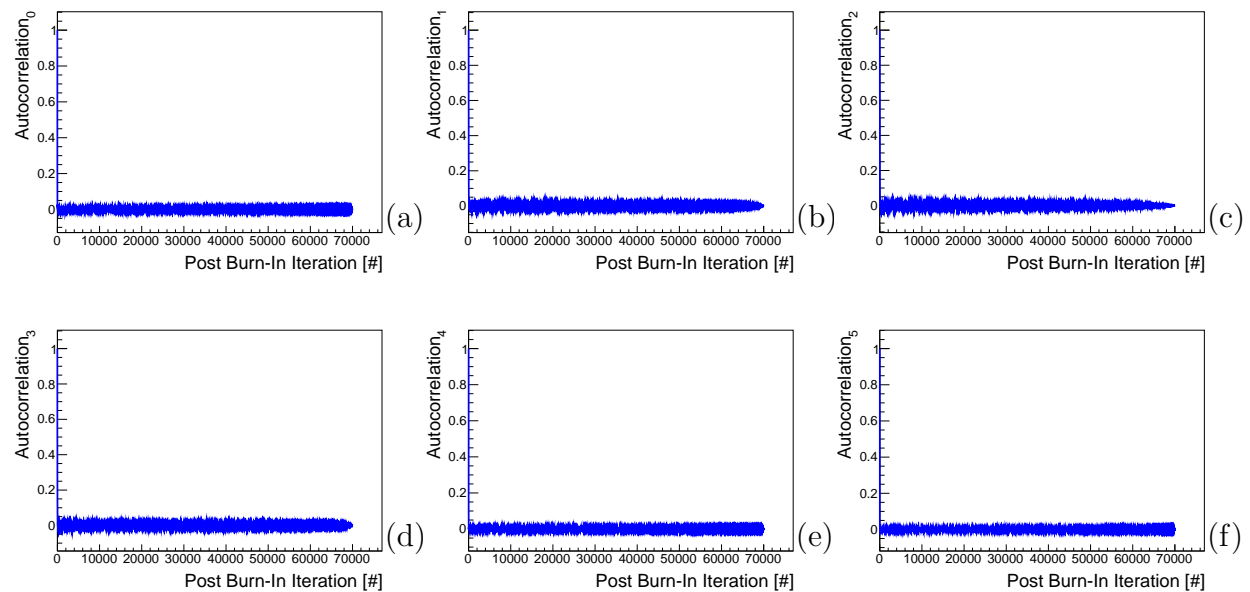 Autocorrelation0
1
0.8
0.6
0.4
0.2
0
0 10000 20000 30000 40000 50000 60000 70000
Post Burn-In Iteration [#]
(a)
Autocorrelation1
1
0.8
0.6
0.4
0.2
0
0 10000 20000 30000 40000 50000 60000 70000
Post Burn-In Iteration [#]
(b)
Autocorrelation2
1
0.8
0.6
0.4
0.2
0
0 10000 20000 30000 40000 50000 60000 70000
Post Burn-In Iteration [#]
(c)
Autocorrelation3
1
0.8
0.6
0.4
0.2
0
0 10000 20000 30000 40000 50000 60000 70000
Post Burn-In Iteration [#]
(d)
Autocorrelation4
1
0.8
0.6
0.4
0.2
0
0 10000 20000 30000 40000 50000 60000 70000
Post Burn-In Iteration [#]
(e)
Autocorrelation5
1
0.8
0.6
0.4
0.2
0
0 10000 20000 30000 40000 50000 60000 70000
Post Burn-In Iteration [#]
(f)